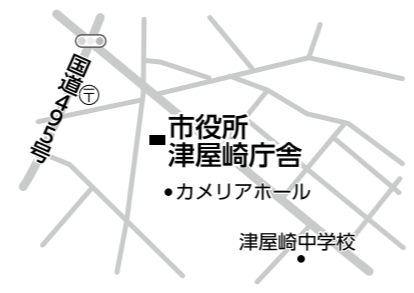 国道495号
〒
市役所
津屋崎庁舎
カメリアホール
津屋崎中学校